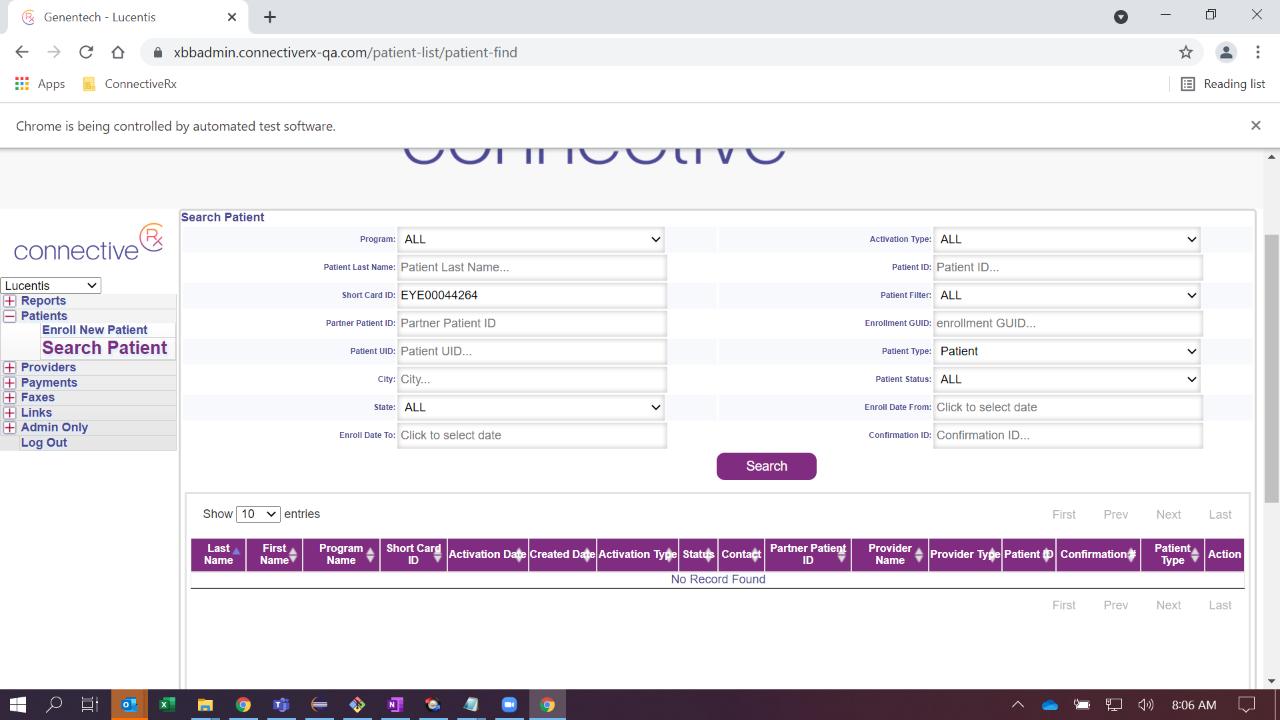 Genentech - Lucentis
xbbadmin.connectiverx-qa.com/patient-list/patient-find
Apps ConnectiveRx Reading list
Chrome is being controlled by automated test software.
connective
connective Rx
Lucentis
Reports
Patients
Enroll New Patient
Search Patient
Providers
Payments
Faxes
Links
Admin Only
Log Out
Search Patient
Program: ALL Activation Type: ALL
Patient Last Name: Patient Last Name... Patient ID: Patient ID...
Short Card ID: EYE00044264 Patient Filter: ALL
Partner Patient ID: Partner Patient ID Enrollment GUID: enrollment GUID...
Patient UID: Patient UID... Patient Type: Patient
City: City... Patient Status: ALL
State: ALL Enroll Date From: Click to select date
Enroll Date To: Click to select date Confirmation ID: Confirmation ID...
Search
Show 10 entries First Prev Next Last
Last Name First Name Program Name Short Card ID Activation Date Created Date Activation Type Status Contact Partner Patient ID Provider Name Provider Type Patient ID Confirmation# Patient Type Action
No Record Found
First Prev Next Last
8:06 AM